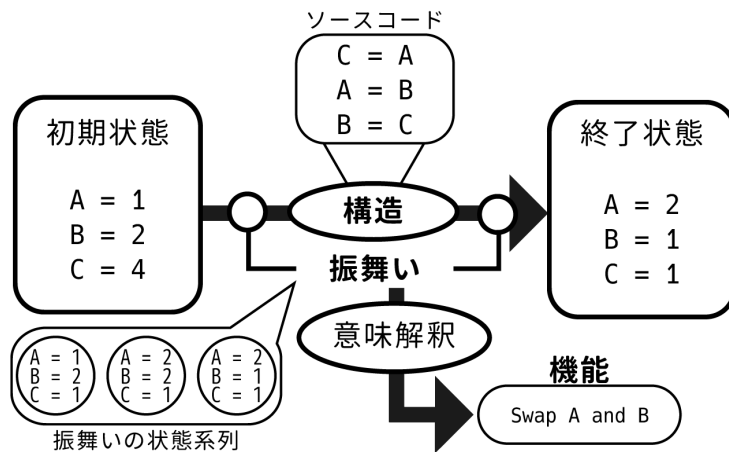 ソースコード
C = A
A = B
B = C
初期状態
A = 1
B = 2
C = 4
構造
終了状態
A = 2
B = 1
C = 1
振舞い
意味解釈
A = 1
B = 2
C = 1
A = 2
B = 2
C = 1
A = 2
B = 1
C = 1
振舞いの状態系列
機能
Swap A and B